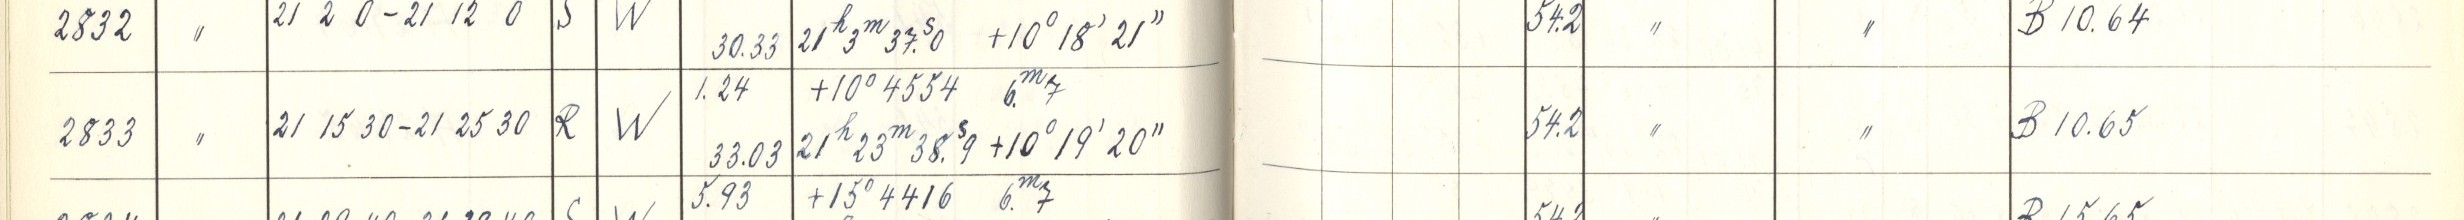 2832 " 21 2 0 - 21 12 0 S W 30.33 21h 3m 37.s0 +10° 18' 21" 54.2 " " B 10.64
1.24 +10° 4554 6.m7
2833 " 21 15 30 - 21 25 30 R W 33.03 21h 23m 38.s9 +10° 19' 20" 54.2 " " B 10.65
5.93 +15° 4416 6.m7